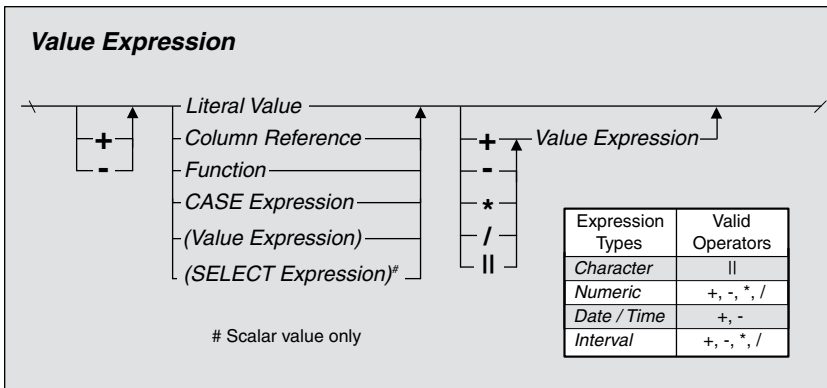 Value Expression
Literal Value
+ Column Reference + Value Expression
- Function -
CASE Expression *
(Value Expression) /
(SELECT Expression)# ||
# Scalar value only
Expression Types Valid Operators
Character ||
Numeric +, -, *, /
Date / Time +, -
Interval +, -, *, /